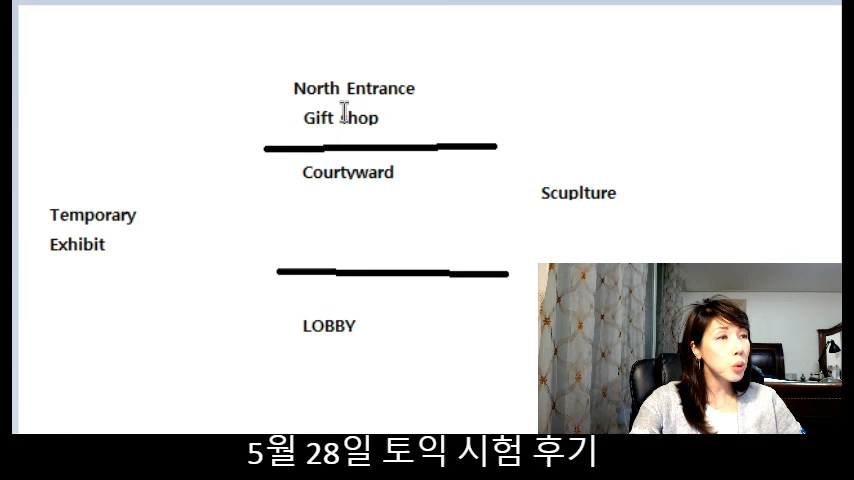 North Entrance
Gift shop
Courtyward
Scuplture
Temporary
Exhibit
LOBBY
5월 28일 토익 시험 후기